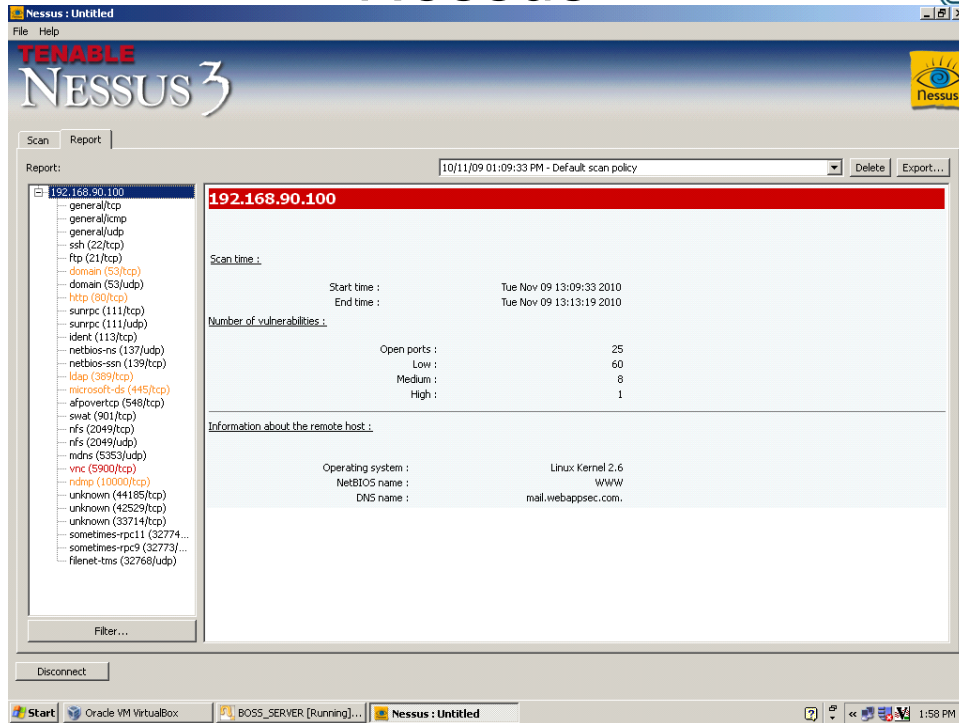 Nessus : Untitled
File Help
TENABLE
NESSUS 3
Nessus
Scan Report
Report:
10/11/09 01:09:33 PM - Default scan policy
Delete Export...
192.168.90.100
general/tcp
general/icmp
general/udp
ssh (22/tcp)
ftp (21/tcp)
domain (53/tcp)
domain (53/udp)
http (80/tcp)
sunrpc (111/tcp)
sunrpc (111/udp)
ident (113/tcp)
netbios-ns (137/udp)
netbios-ssn (139/tcp)
ldap (389/tcp)
microsoft-ds (445/tcp)
afpovertcp (548/tcp)
swat (901/tcp)
nfs (2049/tcp)
nfs (2049/udp)
mdns (5353/udp)
vnc (5900/tcp)
ndmp (10000/tcp)
unknown (44185/tcp)
unknown (42529/tcp)
unknown (33714/tcp)
sometimes-rpc11 (32774...
sometimes-rpc9 (32773/...
filenet-tms (32768/udp)
Filter...
192.168.90.100
Scan time :
Start time : Tue Nov 09 13:09:33 2010
End time : Tue Nov 09 13:13:19 2010
Number of vulnerabilities :
Open ports : 25
Low : 60
Medium : 8
High : 1
Information about the remote host :
Operating system : Linux Kernel 2.6
NetBIOS name : WWW
DNS name : mail.webappsec.com.
Disconnect
Start Oracle VM VirtualBox BOSS_SERVER [Running]... Nessus : Untitled 1:58 PM